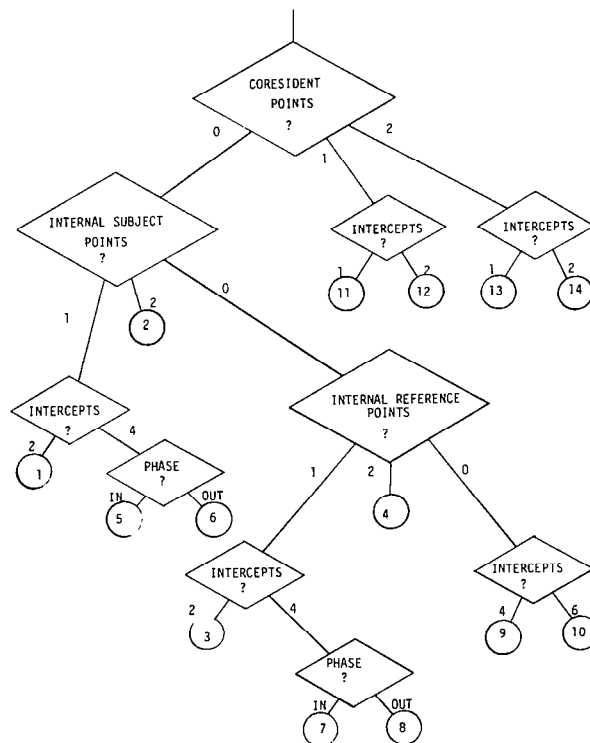 CORESIDENT
POINTS
?
0
1
2
INTERNAL SUBJECT
POINTS
?
INTERCEPTS
?
INTERCEPTS
?
1
2
1
2
11
12
13
14
1
2
0
2
INTERCEPTS
?
INTERNAL REFERENCE
POINTS
?
2
4
1
PHASE
?
1
2
0
IN
OUT
5
6
4
INTERCEPTS
?
INTERCEPTS
?
2
4
4
6
3
9
10
PHASE
?
IN
OUT
7
8